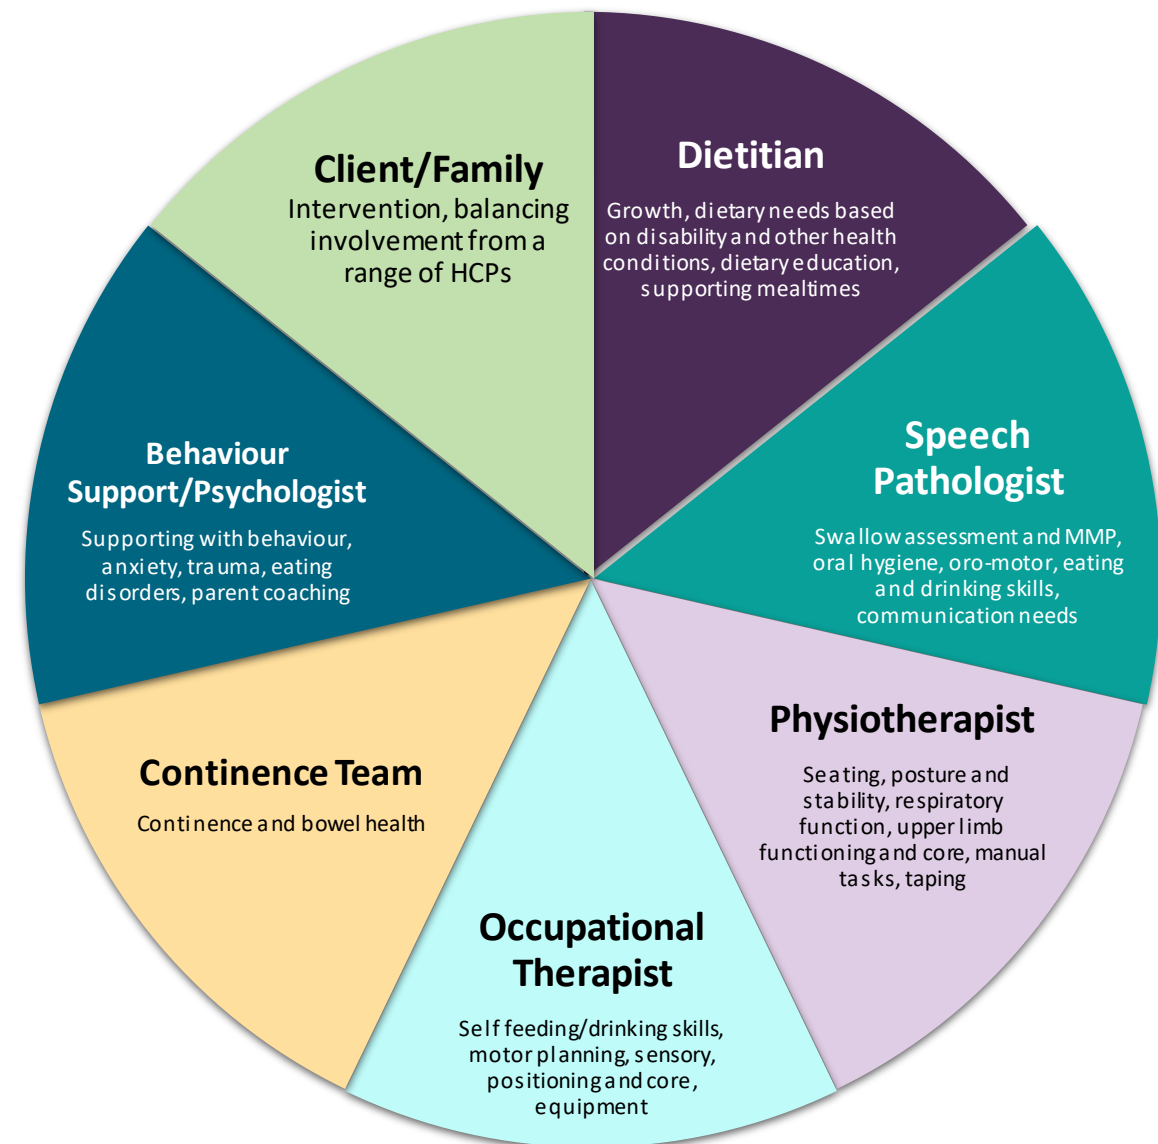 Client/Family
Intervention, balancing
involvement from a
range of HCPs
Dietitian
Growth, dietary needs based
on disability and other health
conditions, dietary education,
supporting mealtimes
Speech
Pathologist
Swallow assessment and MMP,
oral hygiene, oro-motor, eating
and drinking skills,
communication needs
Physiotherapist
Seating, posture and
stability, respiratory
function, upper limb
functioning and core, manual
tasks, taping
Occupational
Therapist
Self feeding/drinking skills,
motor planning, sensory,
positioning and core,
equipment
Continence Team
Continence and bowel health
Behaviour
Support/Psychologist
Supporting with behaviour,
anxiety, trauma, eating
disorders, parent coaching